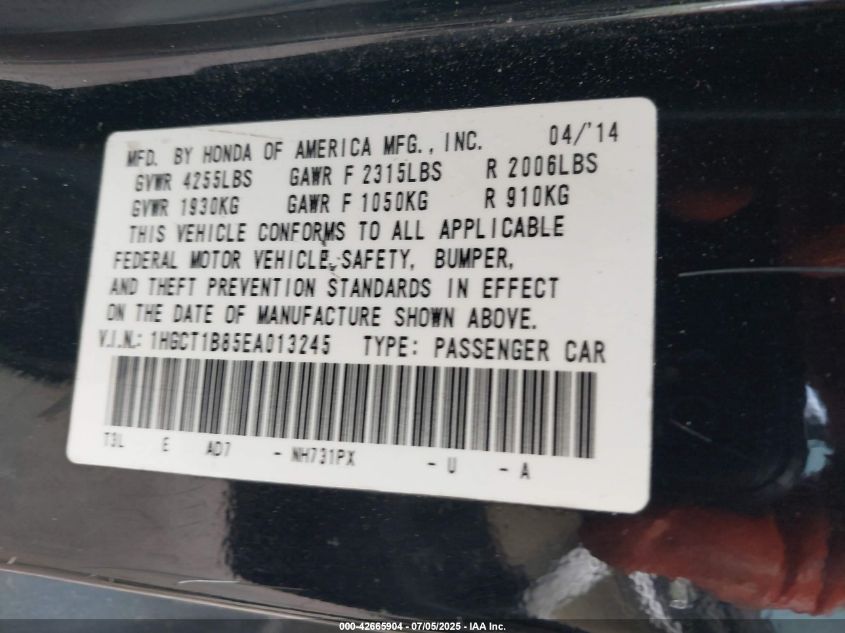 MFD. BY HONDA OF AMERICA MFG., INC. 04/'14
GVWR 4255LBS GAWR F 2315LBS R 2006LBS
GVWR 1930KG GAWR F 1050KG R 910KG
THIS VEHICLE CONFORMS TO ALL APPLICABLE
FEDERAL MOTOR VEHICLE SAFETY, BUMPER,
AND THEFT PREVENTION STANDARDS IN EFFECT
ON THE DATE OF MANUFACTURE SHOWN ABOVE.
V.I.N.: 1HGCT1B85EA013245 TYPE: PASSENGER CAR
T3L E AD7 - NH731PX - U - A
000-42665904 - 07/05/2025 - IAA Inc.